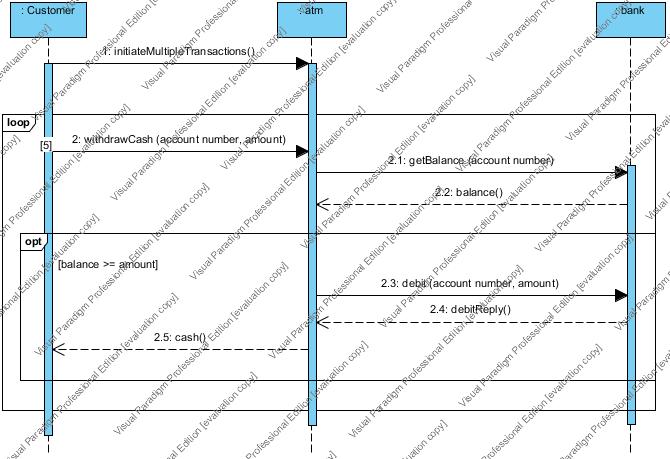 : Customer
: atm
: bank
1: initiateMultipleTransactions()
loop
[5]
2: withdrawCash (account number, amount)
2.1: getBalance (account number)
2.2: balance()
opt
[balance >= amount]
2.3: debit (account number, amount)
2.4: debitReply()
2.5: cash()
Visual Paradigm Professional Edition [evaluation copy]